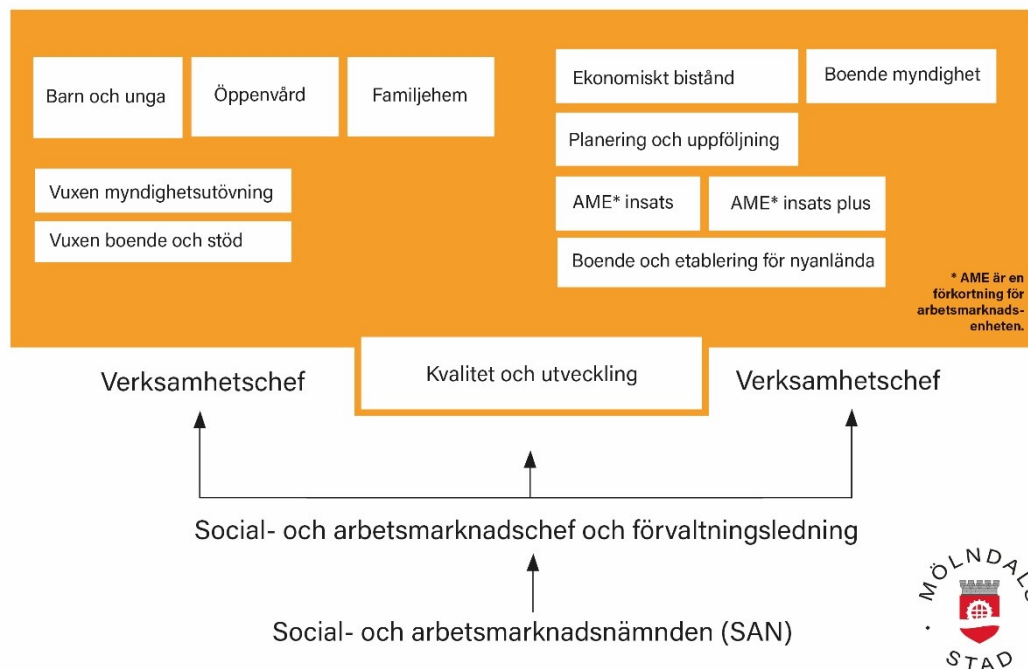 Barn och unga
Öppenvård
Familjehem
Vuxen myndighetsutövning
Vuxen boende och stöd
Ekonomiskt bistånd
Boende myndighet
Planering och uppföljning
AME* insats
AME* insats plus
Boende och etablering för nyanlända
* AME är en
förkortning för
arbetsmarknads-
enheten.
Verksamhetschef
Kvalitet och utveckling
Verksamhetschef
Social- och arbetsmarknadschef och förvaltningsledning
Social- och arbetsmarknadsnämnden (SAN)
MÖLNDALS
STAD